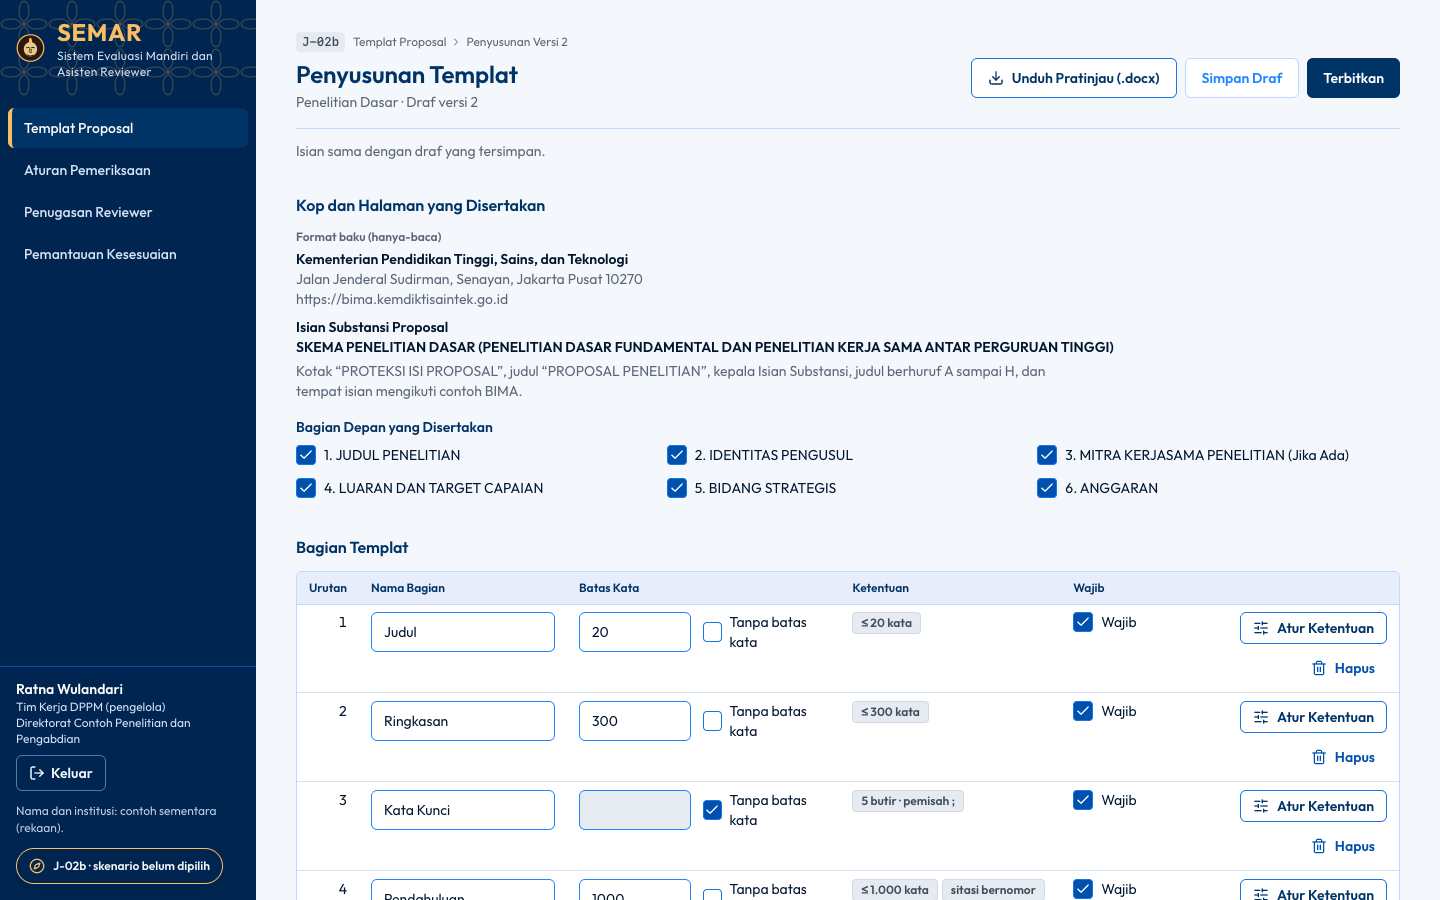 SEMAR
Sistem Evaluasi Mandiri dan
Asisten Reviewer
Templat Proposal
Aturan Pemeriksaan
Penugasan Reviewer
Pemantauan Kesesuaian
Ratna Wulandari
Tim Kerja DPPM (pengelola)
Direktorat Contoh Penelitian dan
Pengabdian
Keluar
Nama dan institusi: contoh sementara
(rekaan).
J-02b · skenario belum dipilih
J-02b Templat Proposal > Penyusunan Versi 2
Penyusunan Templat
Penelitian Dasar · Draf versi 2
Unduh Pratinjau (.docx) Simpan Draf Terbitkan
Isian sama dengan draf yang tersimpan.
Kop dan Halaman yang Disertakan
Format baku (hanya-baca)
Kementerian Pendidikan Tinggi, Sains, dan Teknologi
Jalan Jenderal Sudirman, Senayan, Jakarta Pusat 10270
https://bima.kemdiktisaintek.go.id
Isian Substansi Proposal
SKEMA PENELITIAN DASAR (PENELITIAN DASAR FUNDAMENTAL DAN PENELITIAN KERJA SAMA ANTAR PERGURUAN TINGGI)
Kotak “PROTEKSI ISI PROPOSAL”, judul “PROPOSAL PENELITIAN”, kepala Isian Substansi, judul berhuruf A sampai H, dan
tempat isian mengikuti contoh BIMA.
Bagian Depan yang Disertakan
1. JUDUL PENELITIAN 2. IDENTITAS PENGUSUL 3. MITRA KERJASAMA PENELITIAN (Jika Ada)
4. LUARAN DAN TARGET CAPAIAN 5. BIDANG STRATEGIS 6. ANGGARAN
Bagian Templat
Urutan Nama Bagian Batas Kata Ketentuan Wajib
1 Judul 20 Tanpa batas kata ≤ 20 kata Wajib Atur Ketentuan
Hapus
2 Ringkasan 300 Tanpa batas kata ≤ 300 kata Wajib Atur Ketentuan
Hapus
3 Kata Kunci Tanpa batas kata 5 butir · pemisah ; Wajib Atur Ketentuan
Hapus
4 Pendahuluan 1000 Tanpa batas ≤ 1.000 kata sitasi bernomor Wajib Atur Ketentuan